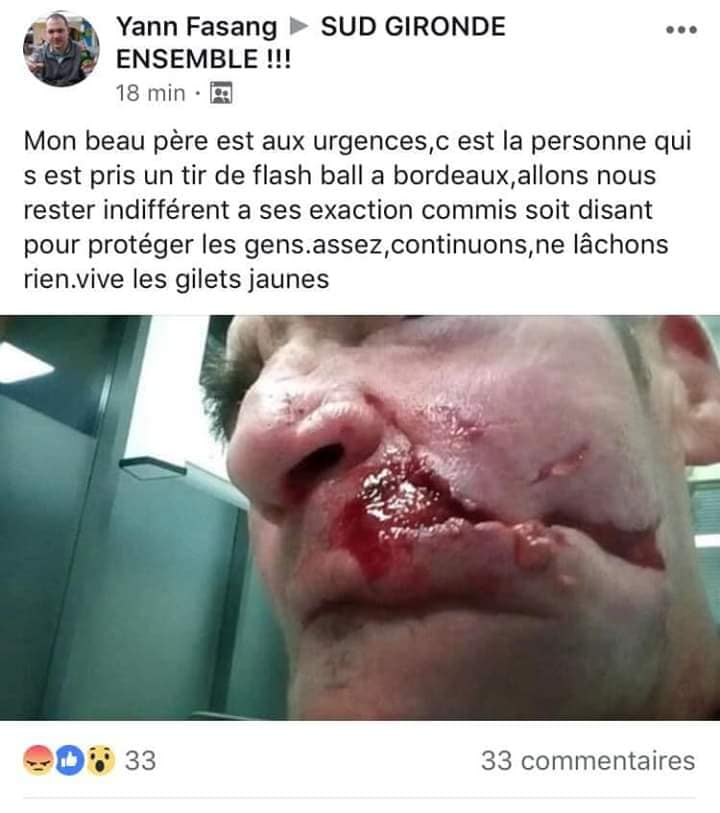 Yann Fasang ▶ SUD GIRONDE
ENSEMBLE !!!
18 min ·
Mon beau père est aux urgences,c est la personne qui
s est pris un tir de flash ball a bordeaux,allons nous
rester indifférent a ses exaction commis soit disant
pour protéger les gens.assez,continuons,ne lâchons
rien.vive les gilets jaunes
33
33 commentaires